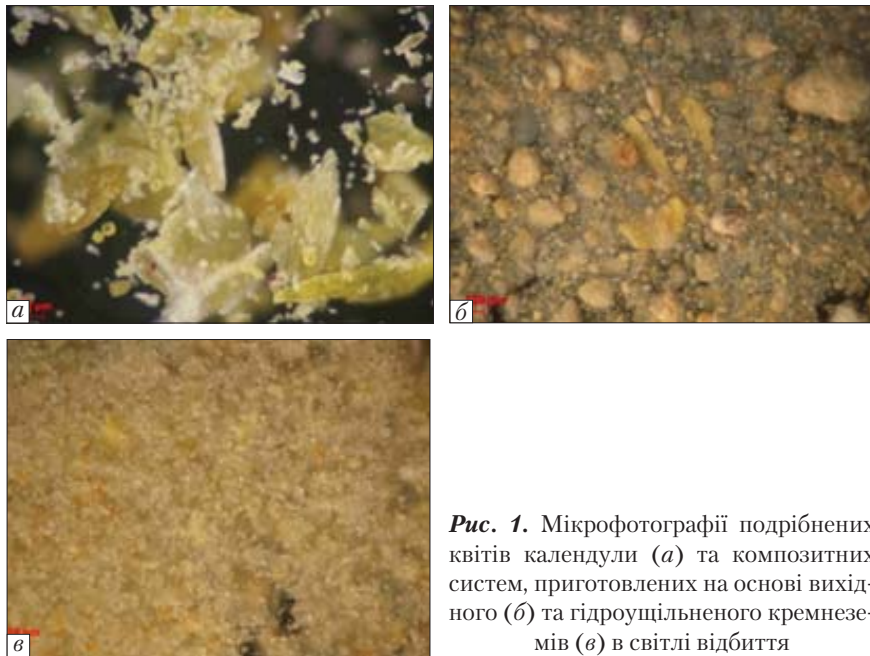 а
б
в
Рис. 1. Мікрофотографії подрібнених
квітів календули (а) та композитних
систем, приготовлених на основі вихід-
ного (б) та гідроущільненого кремнезе-
мів (в) в світлі відбиття